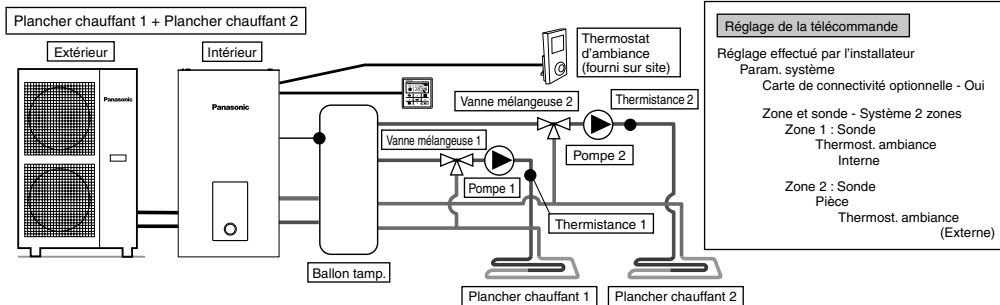 Plancher chauffant 1 + Plancher chauffant 2
Extérieur
Intérieur
Panasonic
Panasonic
Thermostat
d'ambiance
(fourni sur site)
Vanne mélangeuse 2
Thermistance 2
Vanne mélangeuse 1
Pompe 2
Pompe 1
Thermistance 1
Ballon tamp.
Plancher chauffant 1
Plancher chauffant 2
Réglage de la télécommande
Réglage effectué par l'installateur
Param. système
Carte de connectivité optionnelle - Oui
Zone et sonde - Système 2 zones
Zone 1 : Sonde
Thermost. ambiance
Interne
Zone 2 : Sonde
Pièce
Thermost. ambiance
(Externe)